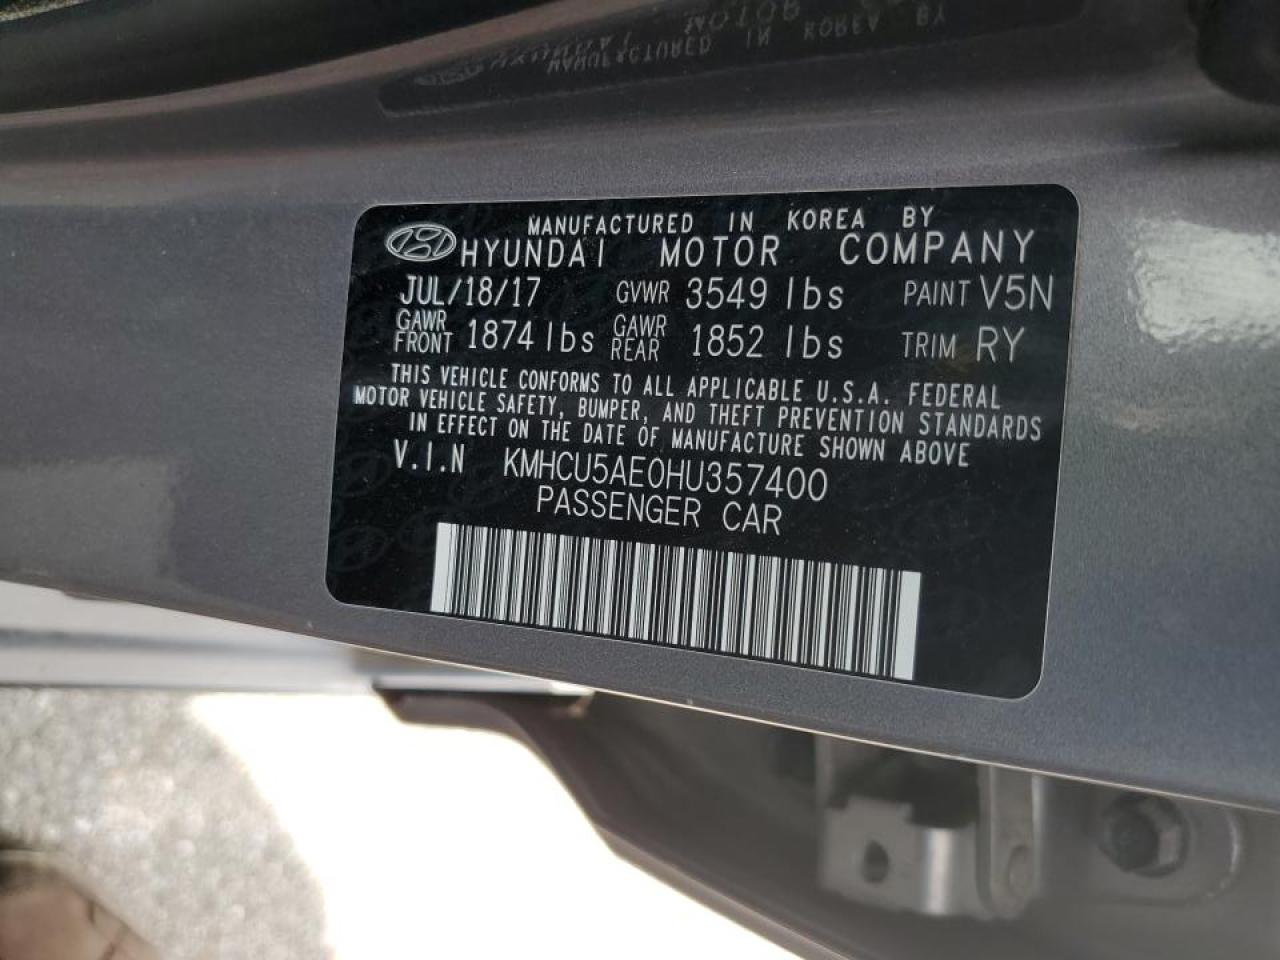 MANUFACTURED IN KOREA BY
HYUNDAI MOTOR COMPANY
JUL/18/17 GVWR 3549 lbs PAINT V5N
GAWR FRONT 1874 lbs GAWR REAR 1852 lbs TRIM RY
THIS VEHICLE CONFORMS TO ALL APPLICABLE U.S.A. FEDERAL
MOTOR VEHICLE SAFETY, BUMPER, AND THEFT PREVENTION STANDARDS
IN EFFECT ON THE DATE OF MANUFACTURE SHOWN ABOVE
V.I.N KMHCU5AE0HU357400
PASSENGER CAR